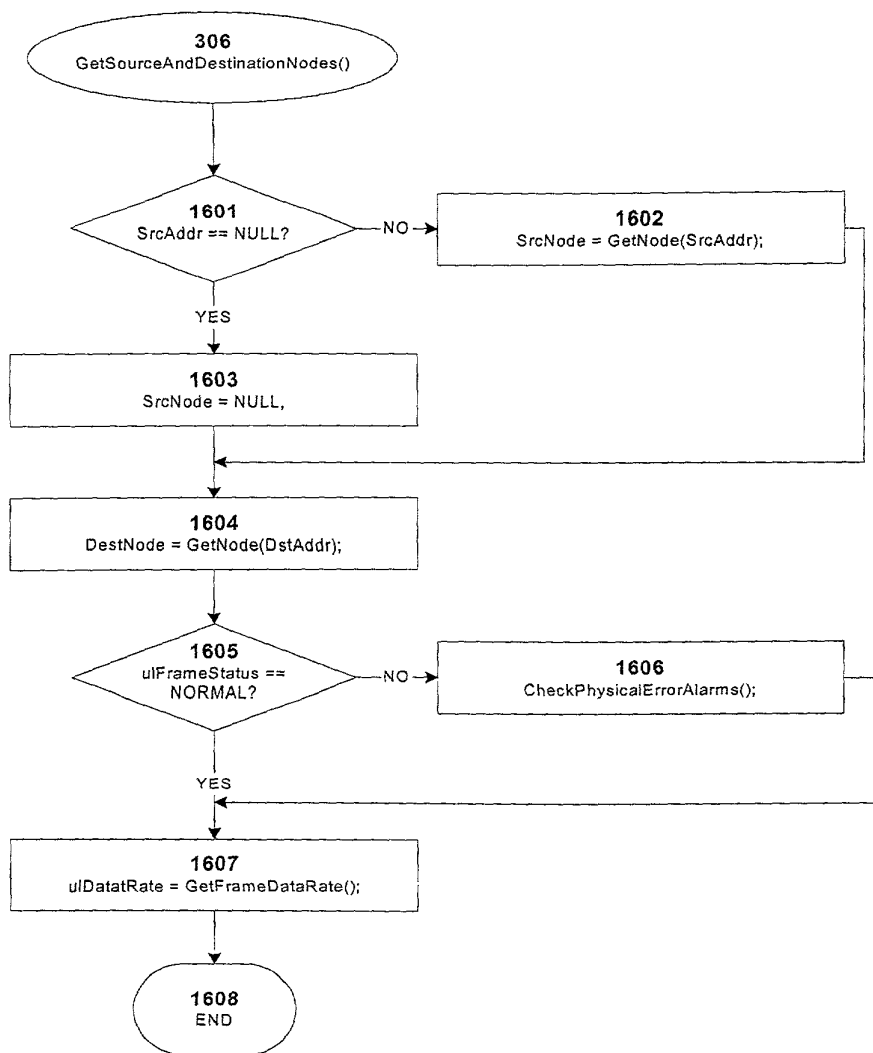 306
GetSourceAndDestinationNodes()
1601
SrcAddr == NULL?
NO
1602
SrcNode = GetNode(SrcAddr);
YES
1603
SrcNode = NULL,
1604
DestNode = GetNode(DstAddr);
1605
ulFrameStatus ==
NORMAL?
NO
1606
CheckPhysicalErrorAlarms();
YES
1607
ulDatatRate = GetFrameDataRate();
1608
END